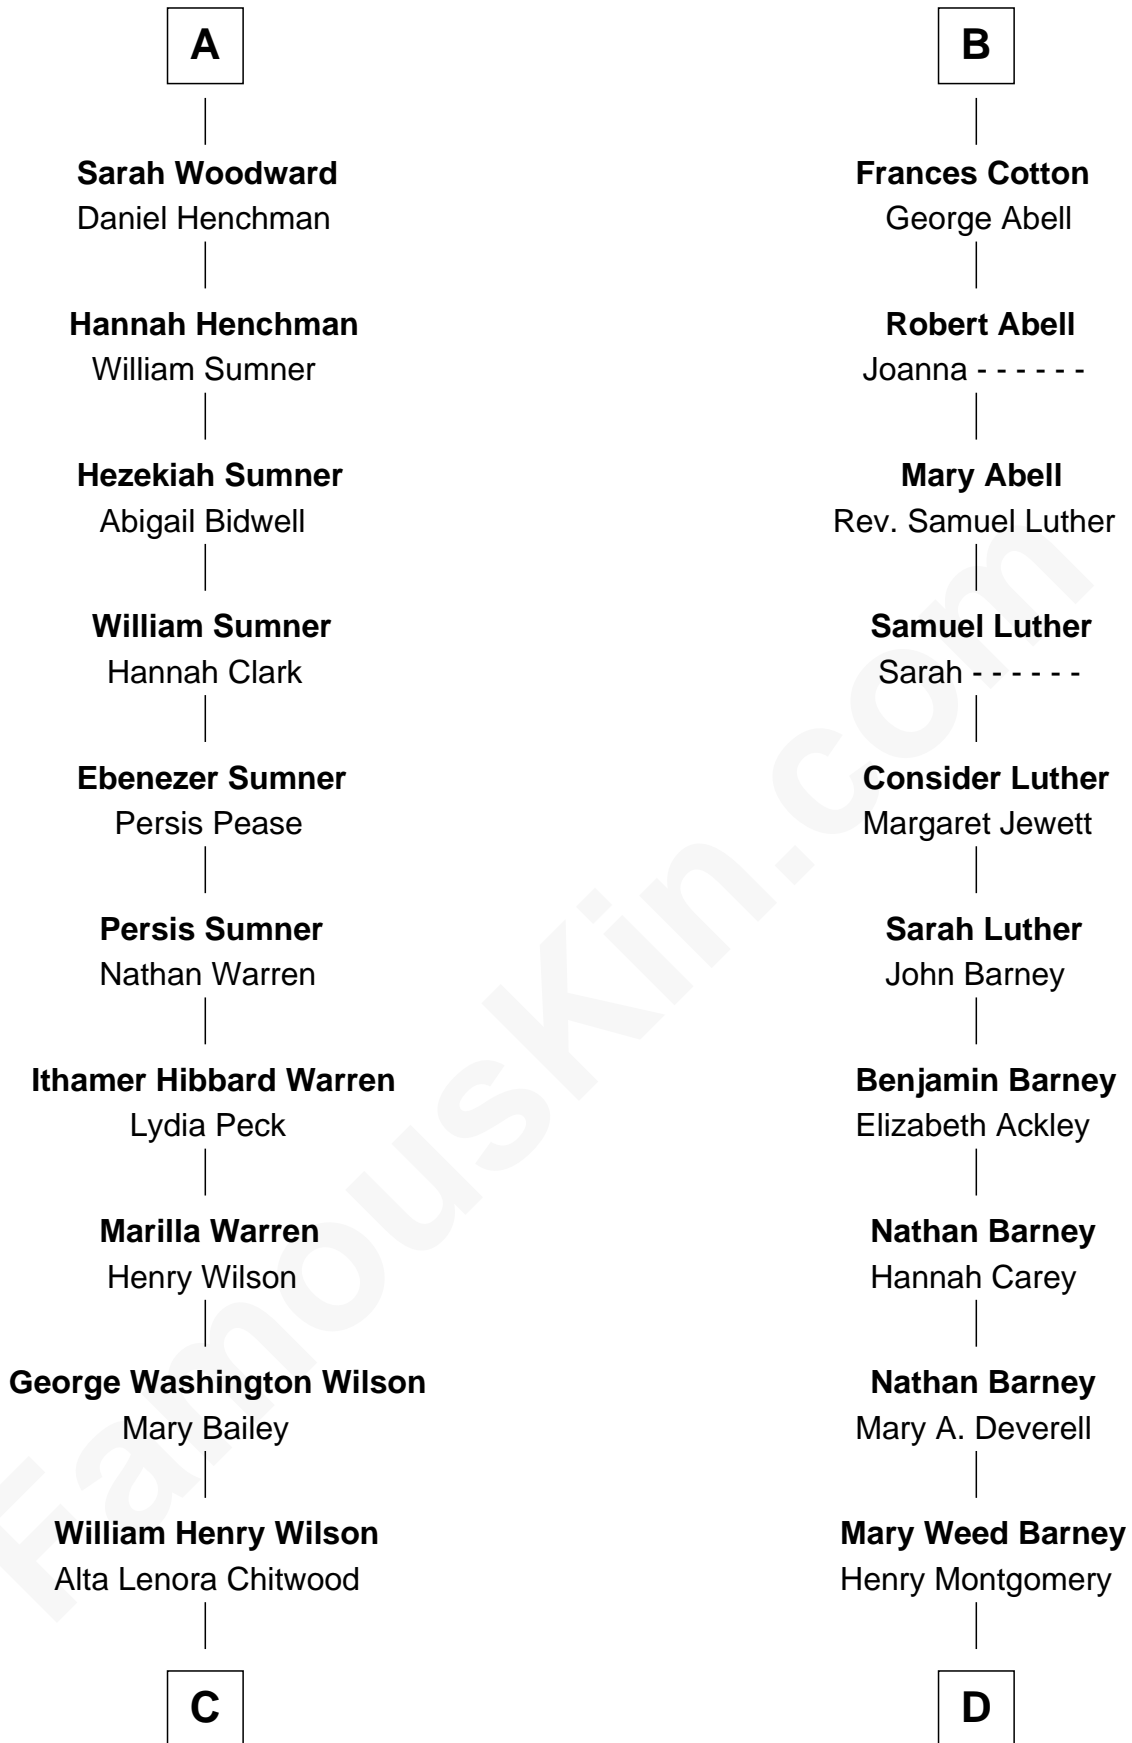 A
Sarah Woodward
Daniel Henchman
Hannah Henchman
William Sumner
Hezekiah Sumner
Abigail Bidwell
William Sumner
Hannah Clark
Ebenezer Sumner
Persis Pease
Persis Sumner
Nathan Warren
Ithamer Hibbard Warren
Lydia Peck
Marilla Warren
Henry Wilson
George Washington Wilson
Mary Bailey
William Henry Wilson
Alta Lenora Chitwood
C
B
Frances Cotton
George Abell
Robert Abell
Joanna - - - - - -
Mary Abell
Rev. Samuel Luther
Samuel Luther
Sarah - - - - - -
Consider Luther
Margaret Jewett
Sarah Luther
John Barney
Benjamin Barney
Elizabeth Ackley
Nathan Barney
Hannah Carey
Nathan Barney
Mary A. Deverell
Mary Weed Barney
Henry Montgomery
D
FamousKin.com